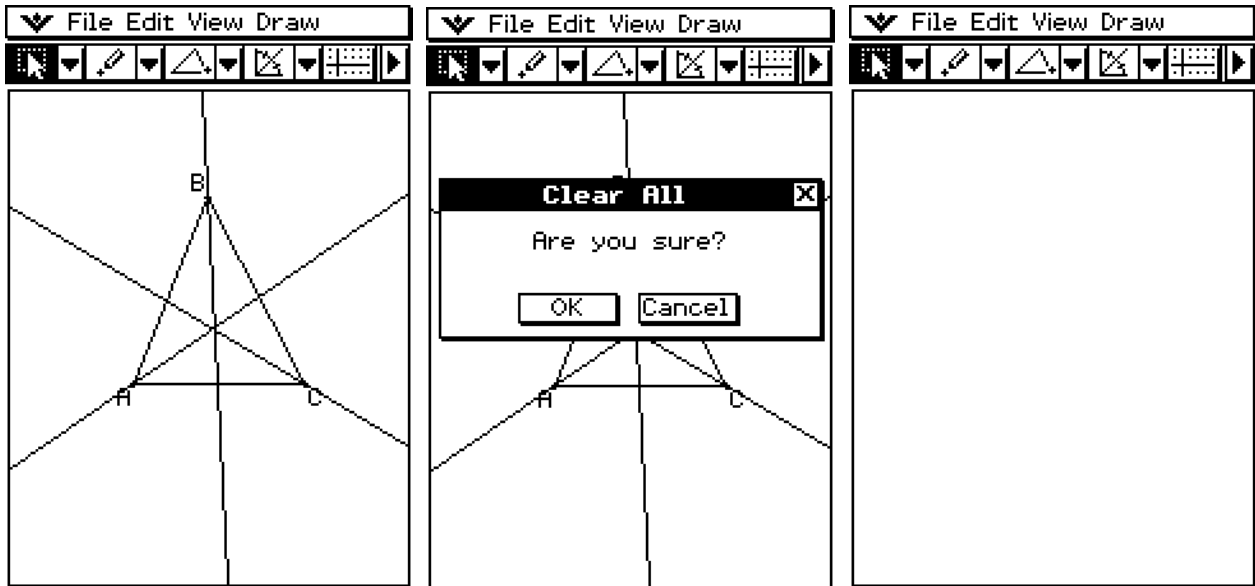 File Edit View Draw
B
A
C
File Edit View Draw
Clear All
Are you sure?
OK Cancel
A
C
File Edit View Draw